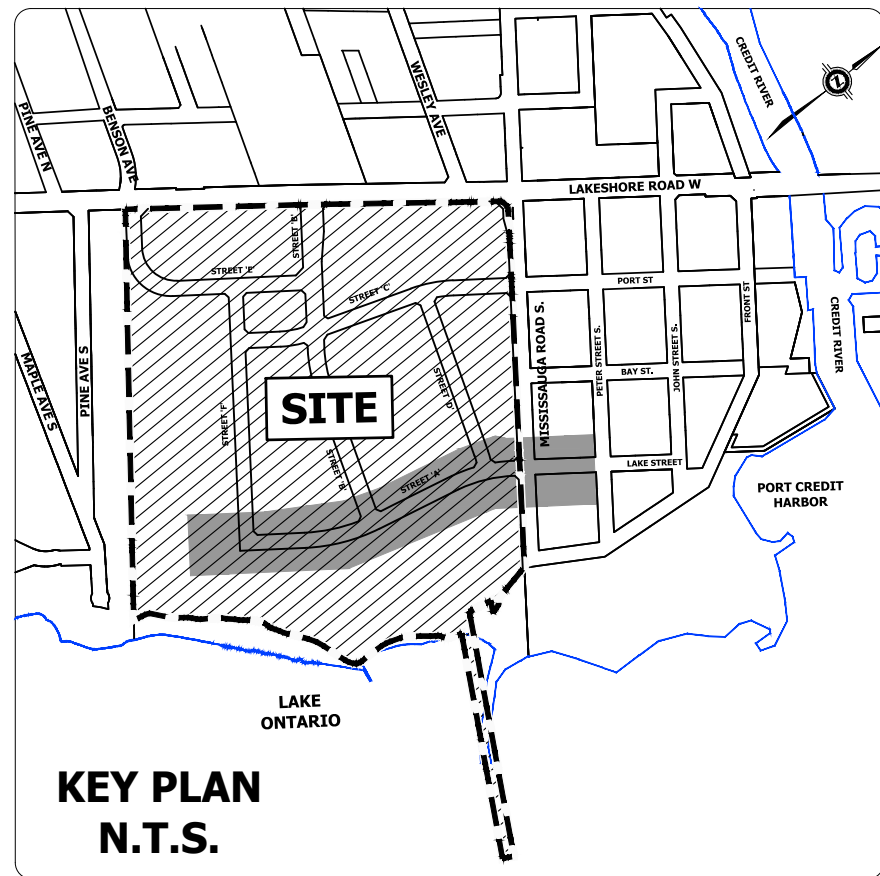 CREDIT RIVER
WESLEY AVE
PINE AVE N
BENSON AVE
Z
LAKESHORE ROAD W
STREET 'B'
STREET 'E'
STREET 'C'
PORT ST
FRONT ST
CREDIT RIVER
MISSISSAUGA ROAD S.
PETER STREET S.
JOHN STREET S.
MAPLE AVE S
PINE AVE S
BAY ST.
STREET 'D'
SITE
STREET 'F'
STREET 'B'
STREET 'A'
LAKE STREET
PORT CREDIT
HARBOR
LAKE
ONTARIO
KEY PLAN
N.T.S.